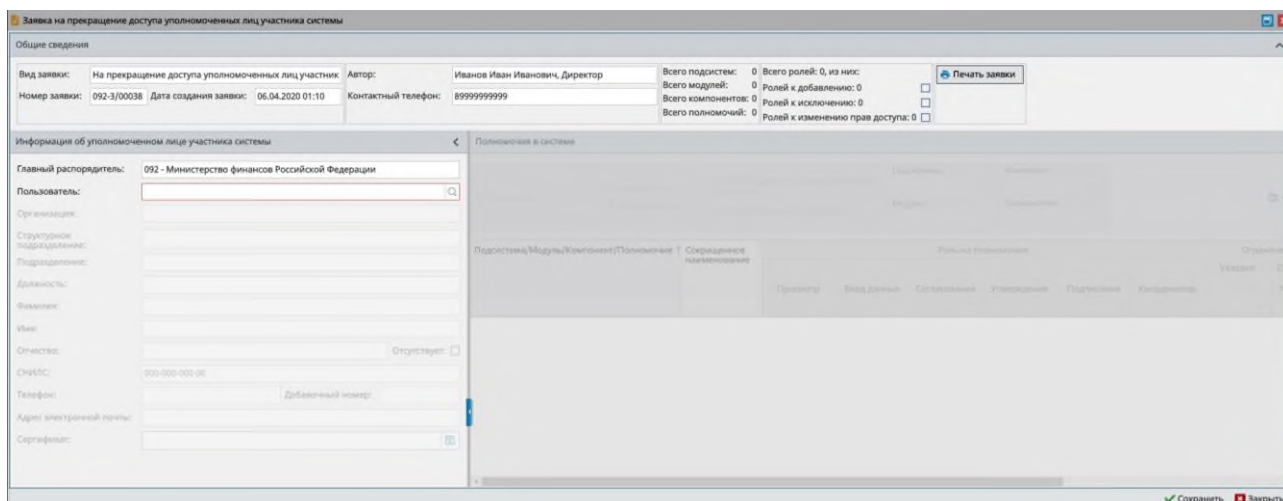 Заявка на прекращение доступа уполномоченных лиц участника системы
Общие сведения
Вид заявки: На прекращение доступа уполномоченных лиц участник Автор: Иванов Иван Иванович, Директор
Номер заявки: 092-3/00038 Дата создания заявки: 06.04.2020 01:10 Контактный телефон: 89999999999
Всего подсистем: 0
Всего модулей: 0
Всего компонентов: 0
Всего полномочий: 0
Всего ролей: 0, из них:
Ролей к добавлению: 0
Ролей к исключению: 0
Ролей к изменению прав доступа: 0
Печать заявки
Информация об уполномоченном лице участника системы
Главный распорядитель: 092 - Министерство финансов Российской Федерации
Пользователь:
Организация:
Структурное
подразделение:
Подразделение:
Должность:
Фамилия:
Имя:
Отчество: Отсутствует:
СНИЛС: 000-000-000-00
Телефон: Добавочный номер:
Адрес электронной почты:
Сертификат:
Полномочия в системе
Подсистема/Модуль/Компонент/Полномочие
Сокращенное
наименование
Просмотр Ввод данных Согласование Утверждение Подписание Координатор
Сохранить Закрыть